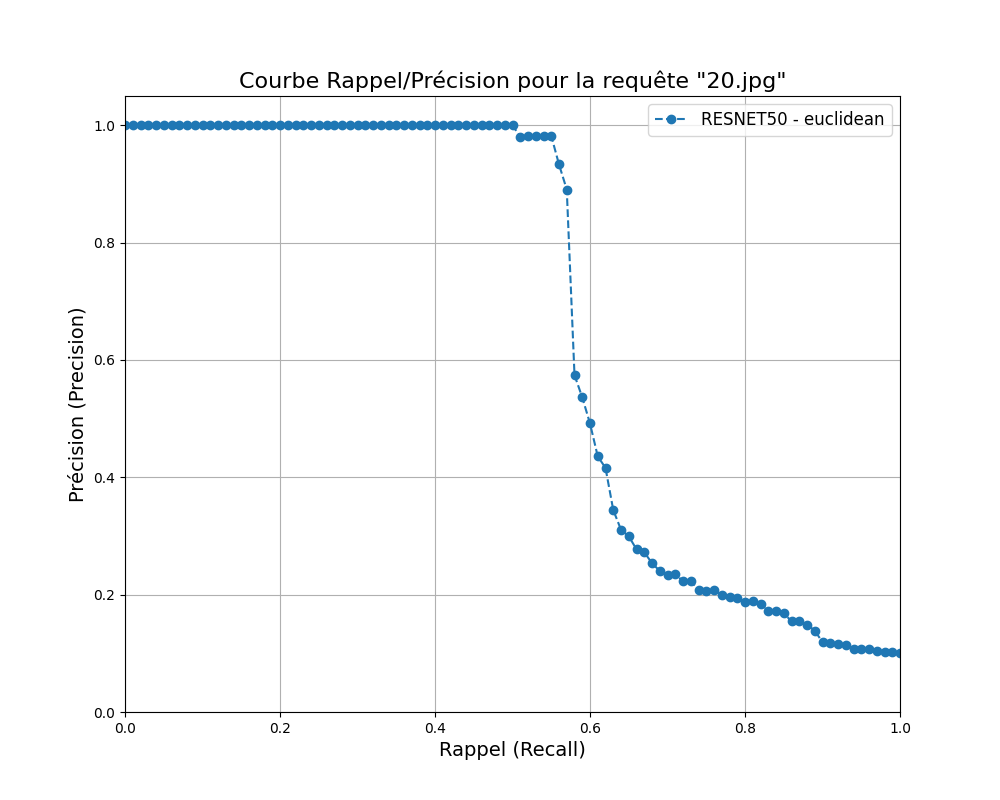 Courbe Rappel/Précision pour la requête "20.jpg"
RESNET50 - euclidean
Précision (Precision)
1.0
0.8
0.6
0.4
0.2
0.0
0.0 0.2 0.4 0.6 0.8 1.0
Rappel (Recall)